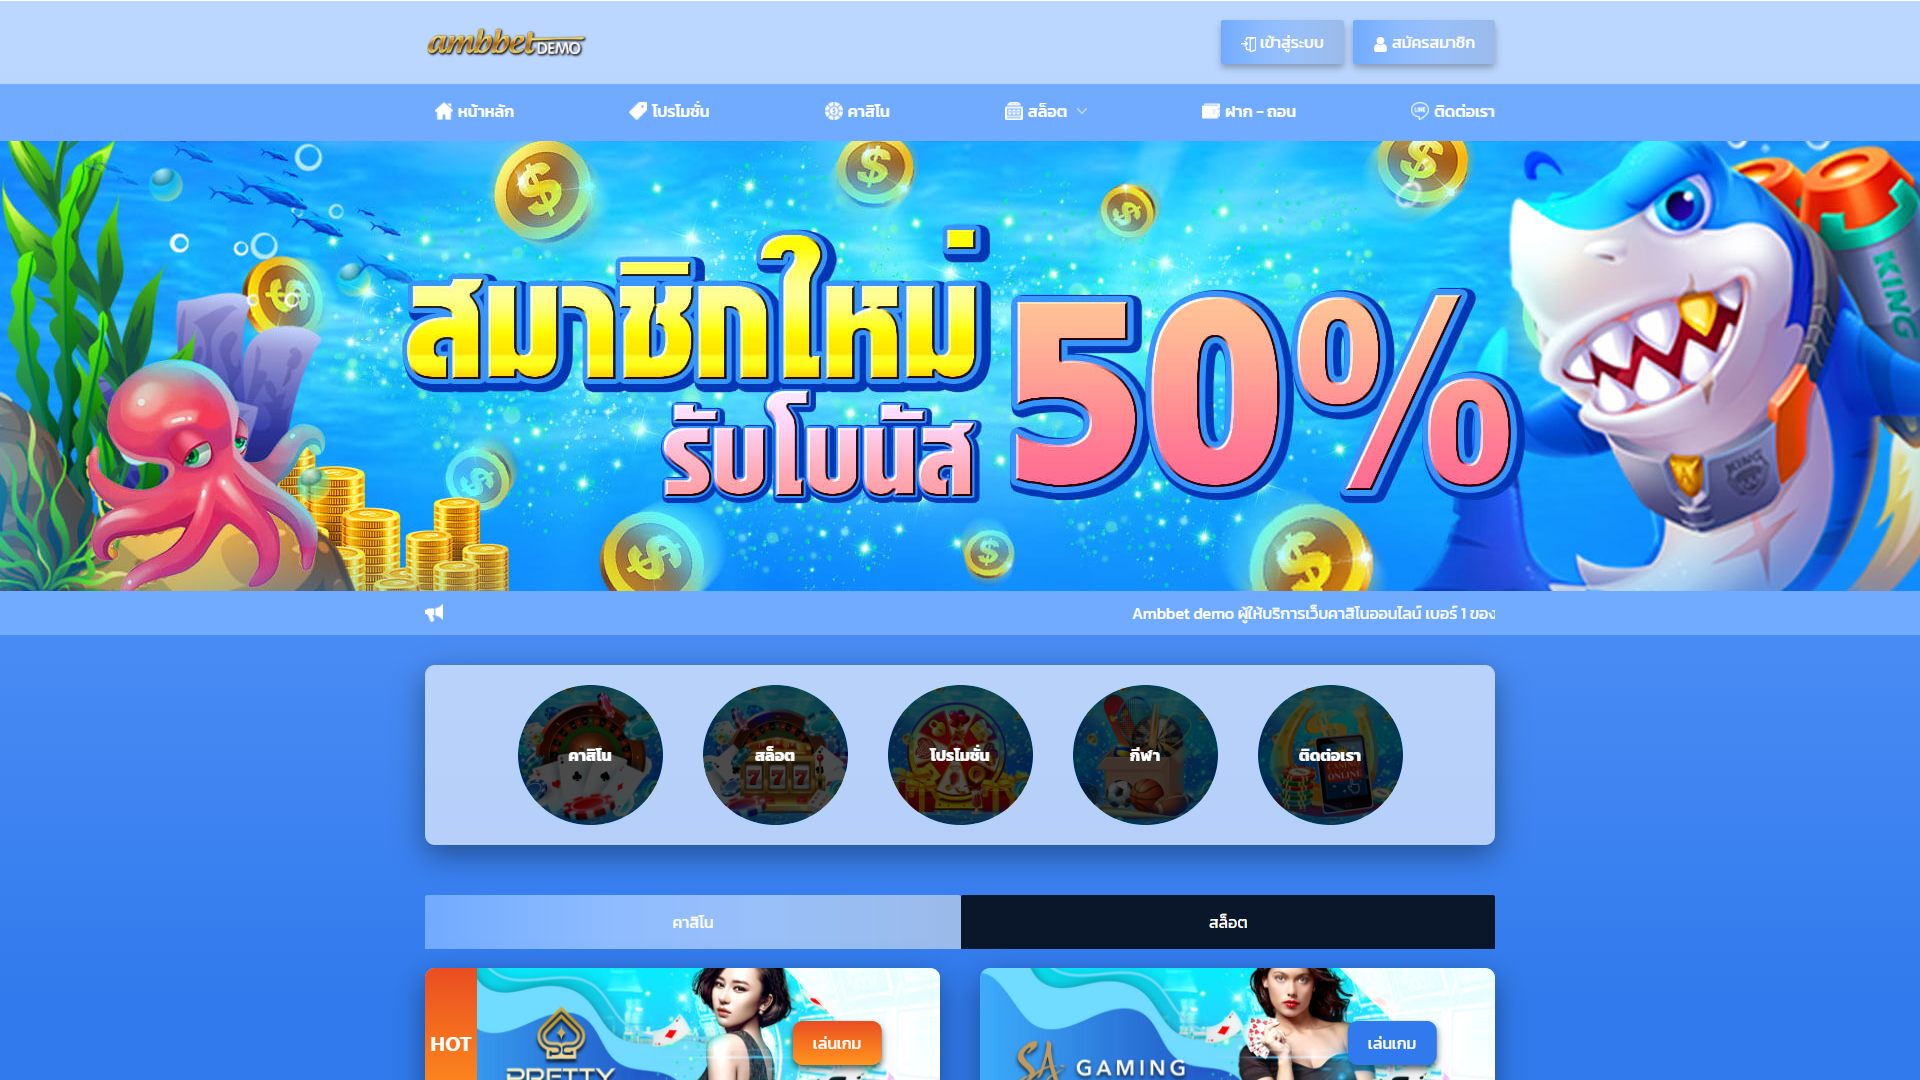 ambbet DEMO
เข้าสู่ระบบ
สมัครสมาชิก
หน้าหลัก
โปรโมชั่น
คาสิโน
สล็อต
ฝาก - ถอน
ติดต่อเรา
สมาชิกใหม่
รับโบนัส
50%
KING
KING
Ambbet demo ผู้ให้บริการเว็บคาสิโนออนไลน์ เบอร์ 1 ของ
คาสิโน
สล็อต
777
โปรโมชั่น
กีฬา
ติดต่อเรา
CASINO
ONLINE
คาสิโน
สล็อต
HOT
PRETTY
เล่นเกม
SA GAMING
เล่นเกม